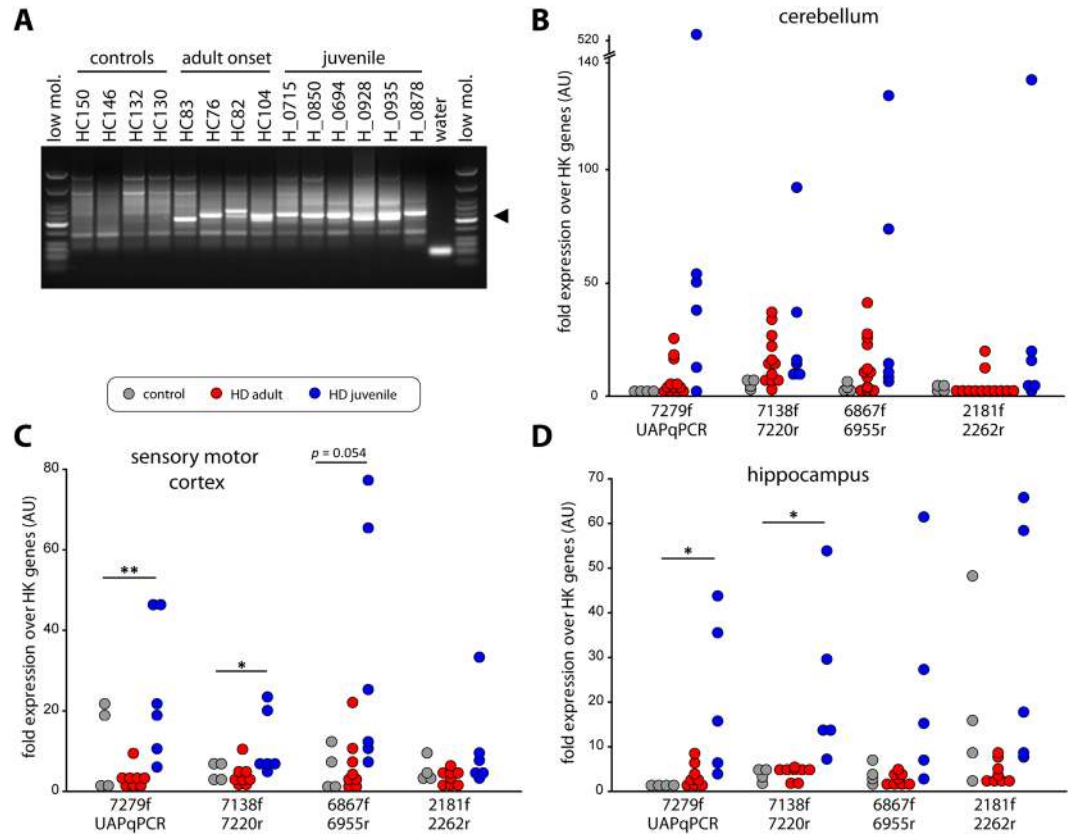 A
controls
adult onset
juvenile
low mol.
HC150
HC146
HC132
HC130
HC83
HC76
HC82
HC104
H_0715
H_0850
H_0694
H_0928
H_0935
H_0878
water
low mol.
control
HD adult
HD juvenile
B
cerebellum
fold expression over HK genes (AU)
520
140
100
50
0
7279f
UAPqPCR
7138f
7220r
6867f
6955r
2181f
2262r
C
sensory motor
cortex
fold expression over HK genes (AU)
80
60
40
20
0
**
*
p = 0.054
7279f
UAPqPCR
7138f
7220r
6867f
6955r
2181f
2262r
D
hippocampus
fold expression over HK genes (AU)
70
60
50
40
30
20
10
0
*
*
7279f
UAPqPCR
7138f
7220r
6867f
6955r
2181f
2262r